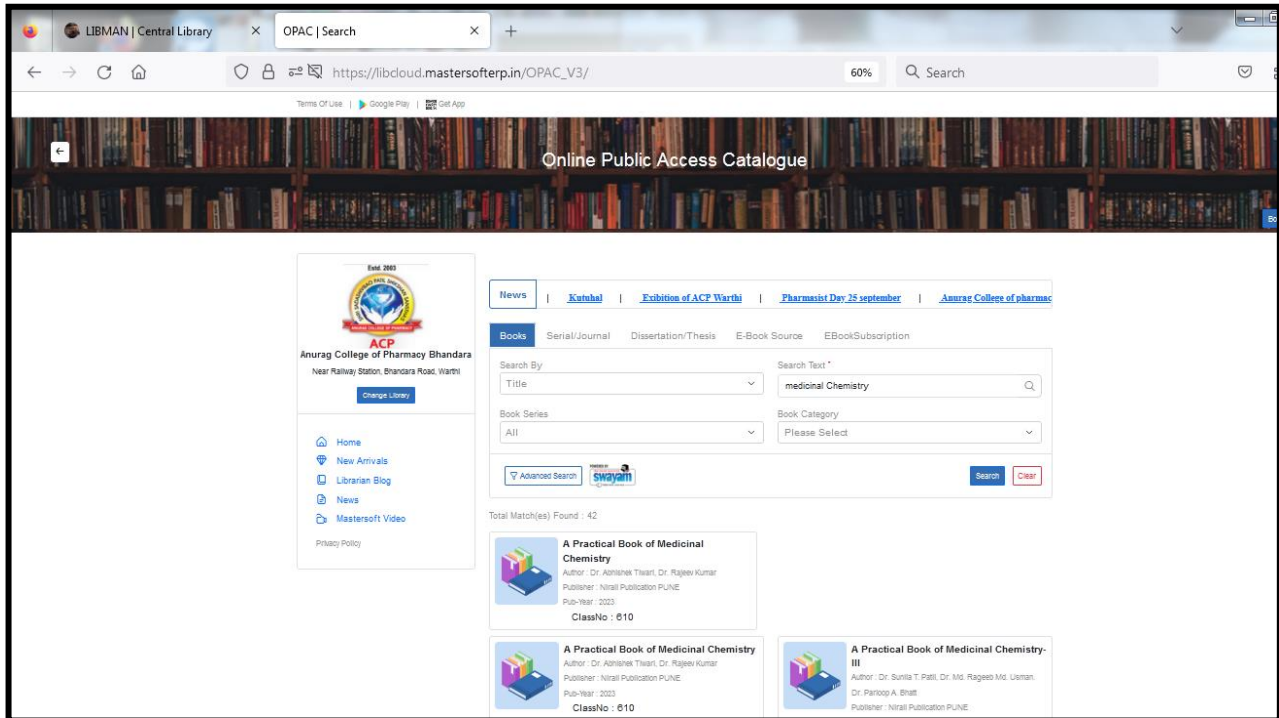 LIBMAN | Central Library
OPAC | Search
https://libcloud.mastersofterp.in/OPAC_V3/
60%
Search
Terms Of Use | Google Play | Get App
Online Public Access Catalogue
Bo
Estd. 2003
ANURAG COLLEGE OF PHARMACY
ACP
Anurag College of Pharmacy Bhandara
Near Railway Station, Bhandara Road, Warthi
Change Library
Home
New Arrivals
Librarian Blog
News
Mastersoft Video
Privacy Policy
News | Kutuhal | Exibition of ACP Warthi | Pharmasist Day 25 september | Anurag College of pharmac
Books Serial/Journal Dissertation/Thesis E-Book Source EBookSubscription
Search By
Title
Search Text *
medicinal Chemistry
Book Series
All
Book Category
Please Select
Advanced Search
POWERED BY
swayam
Search
Clear
Total Match(es) Found : 42
A Practical Book of Medicinal
Chemistry
Author : Dr. Abhishek Tiwari, Dr. Rajeev Kumar
Publisher : Nirali Publication PUNE
Pub-Year : 2023
ClassNo : 610
A Practical Book of Medicinal Chemistry
Author : Dr. Abhishek Tiwari, Dr. Rajeev Kumar
Publisher : Nirali Publication PUNE
Pub-Year : 2023
ClassNo : 610
A Practical Book of Medicinal Chemistry-
III
Author : Dr. Sunila T. Patil, Dr. Md. Rageeb Md. Usman,
Dr. Parloop A. Bhatt
Publisher : Nirali Publication PUNE